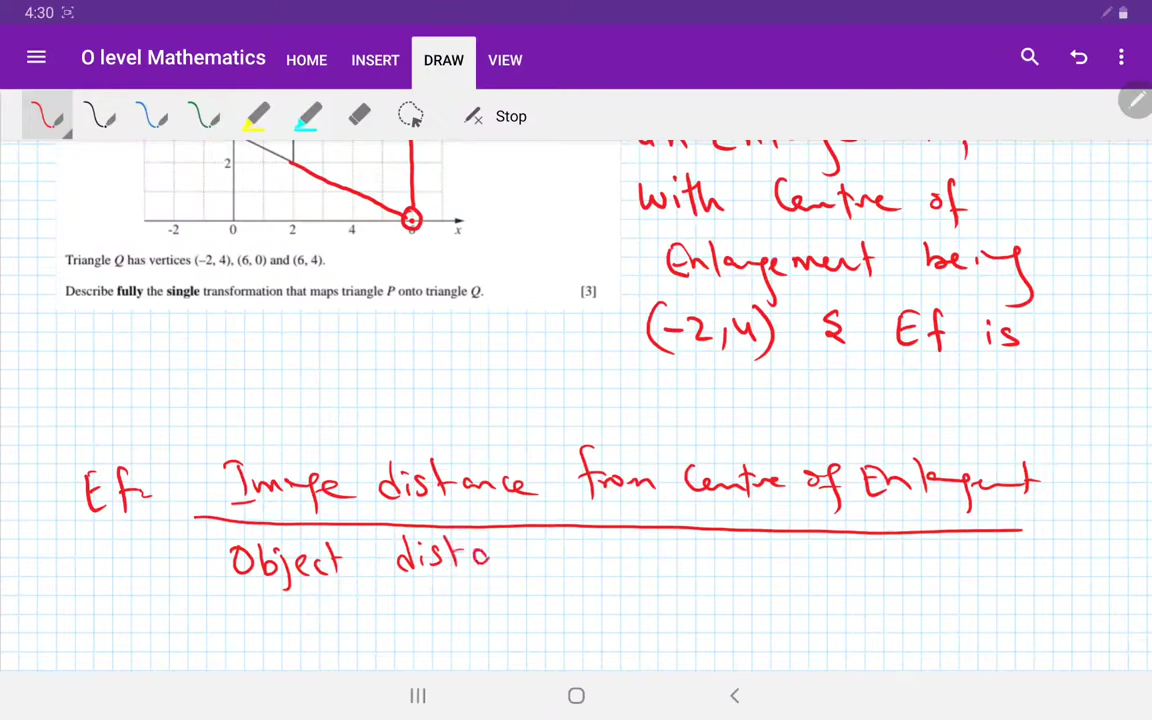 4:30
O level Mathematics HOME INSERT DRAW VIEW
Stop
2
-2 0 2 4 x
Triangle Q has vertices (–2, 4), (6, 0) and (6, 4).
Describe fully the single transformation that maps triangle P onto triangle Q. [3]
with Centre of
Enlargement being
(-2,4) & Ef is
Ef Image distance from Centre of Enlargent
Object dista